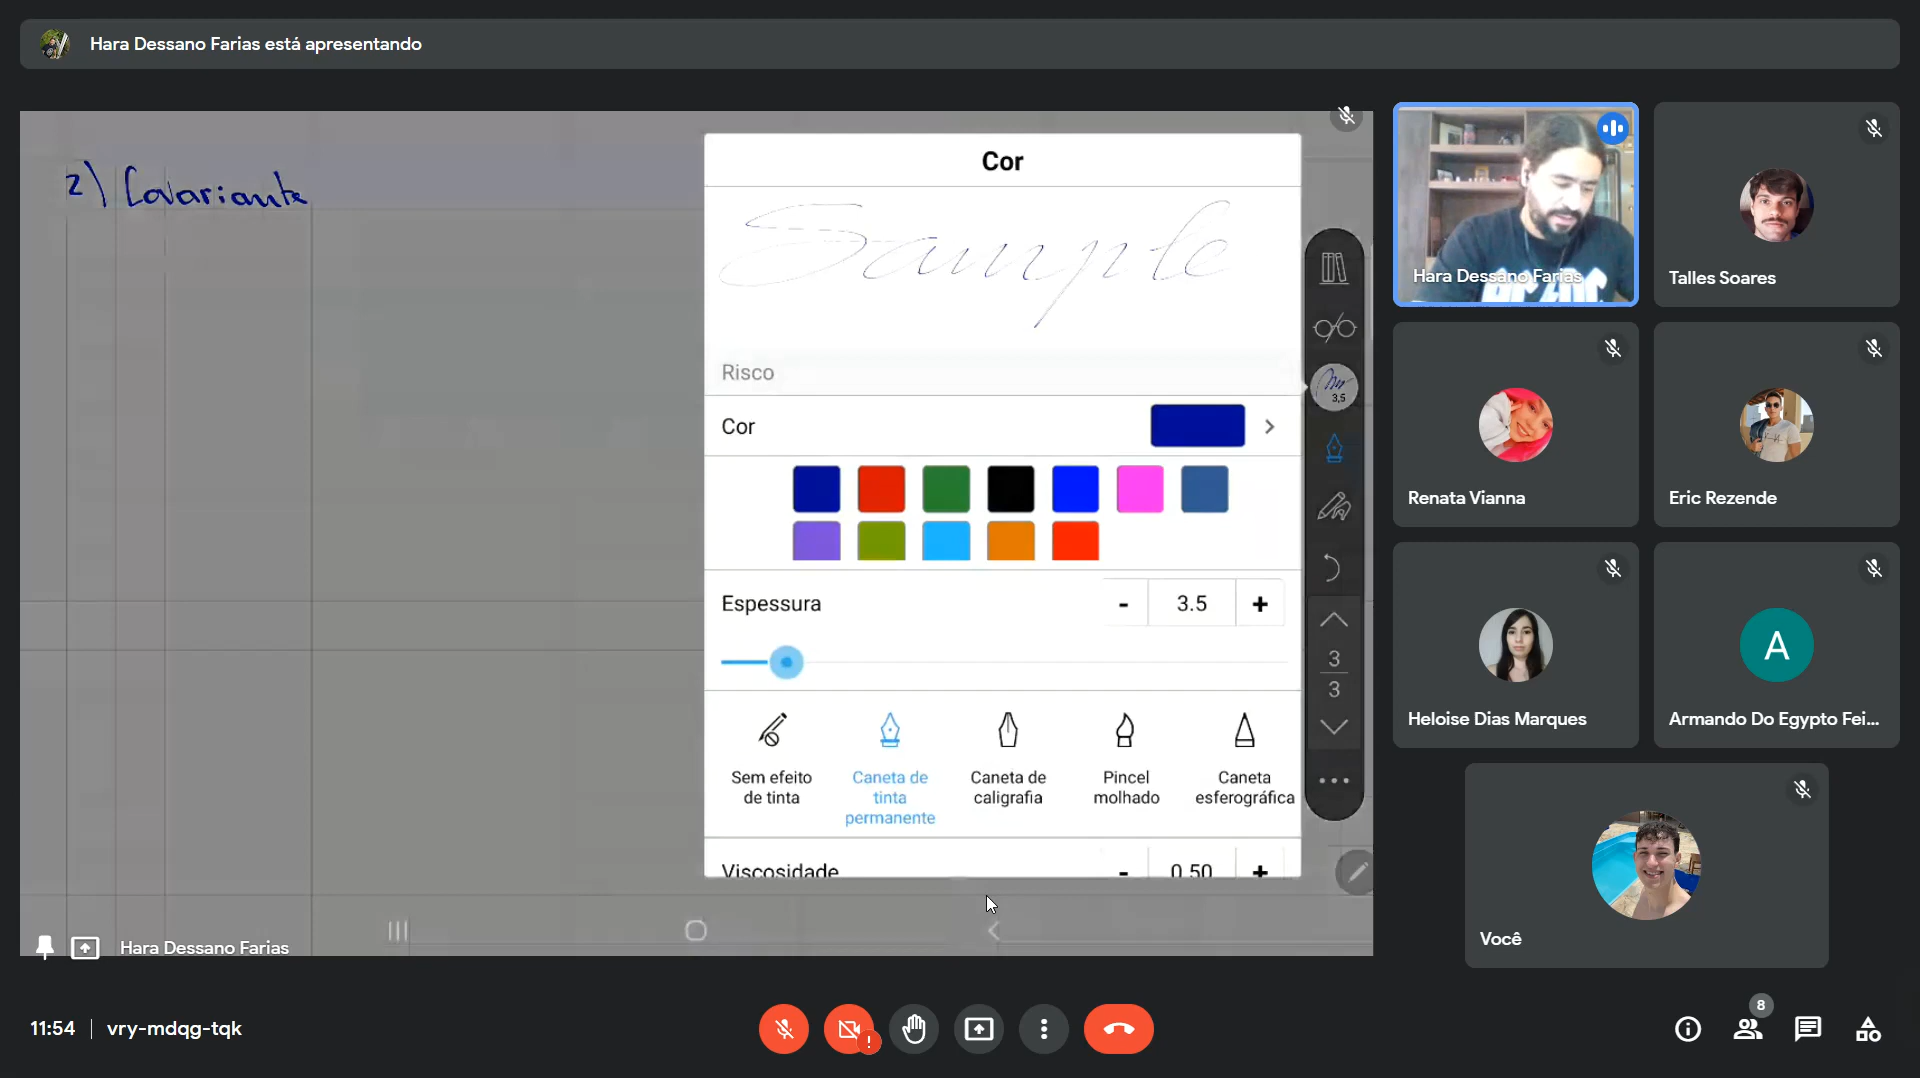 Hara Dessano Farias está apresentando
2) Covariante
Cor
Sample
Risco
Cor
Espessura
- 3.5 +
Sem efeito de tinta
Caneta de tinta permanente
Caneta de caligrafia
Pincel molhado
Caneta esferográfica
Viscosidade
- 0.50 +
3,5
3
3
Hara Dessano Farias
Hara Dessano Farias
Talles Soares
Renata Vianna
Eric Rezende
Heloise Dias Marques
A
Armando Do Egypto Fei...
Você
11:54 | vry-mdqg-tqk
!
8